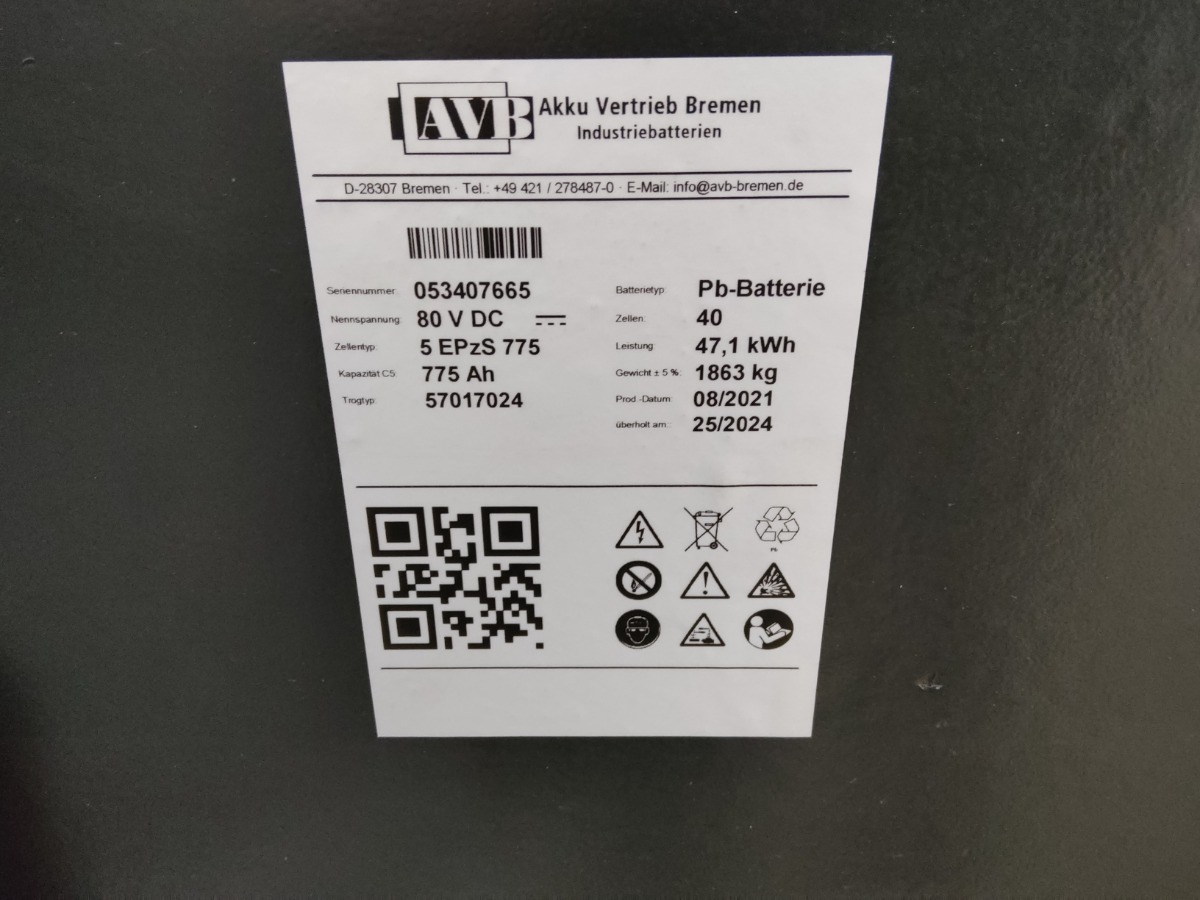 AVB Akku Vertrieb Bremen
Industriebatterien
D-28307 Bremen · Tel.: +49 421 / 278487-0 · E-Mail: info@avb-bremen.de
Seriennummer: 053407665 Batterietyp: Pb-Batterie
Nennspannung: 80 V DC Zellen: 40
Zellentyp: 5 EPzS 775 Leistung: 47,1 kWh
Kapazität C5: 775 Ah Gewicht ± 5 %: 1863 kg
Trogtyp: 57017024 Prod.-Datum: 08/2021
überholt am.: 25/2024
Pb